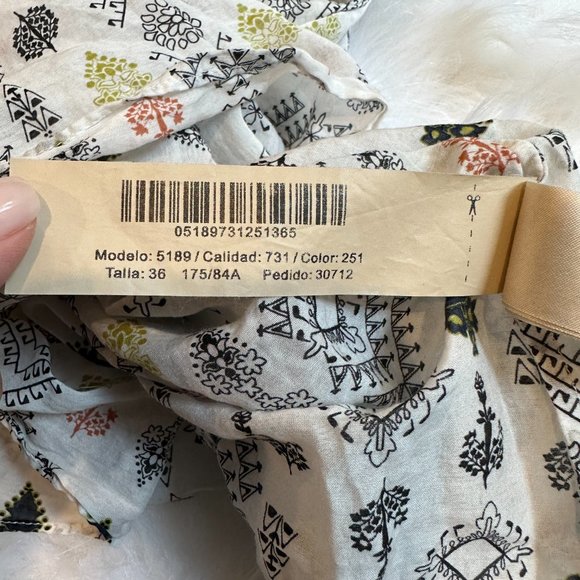 05189731251365
Modelo: 5189 / Calidad: 731 / Color: 251
Talla: 36 175/84A Pedido: 30712